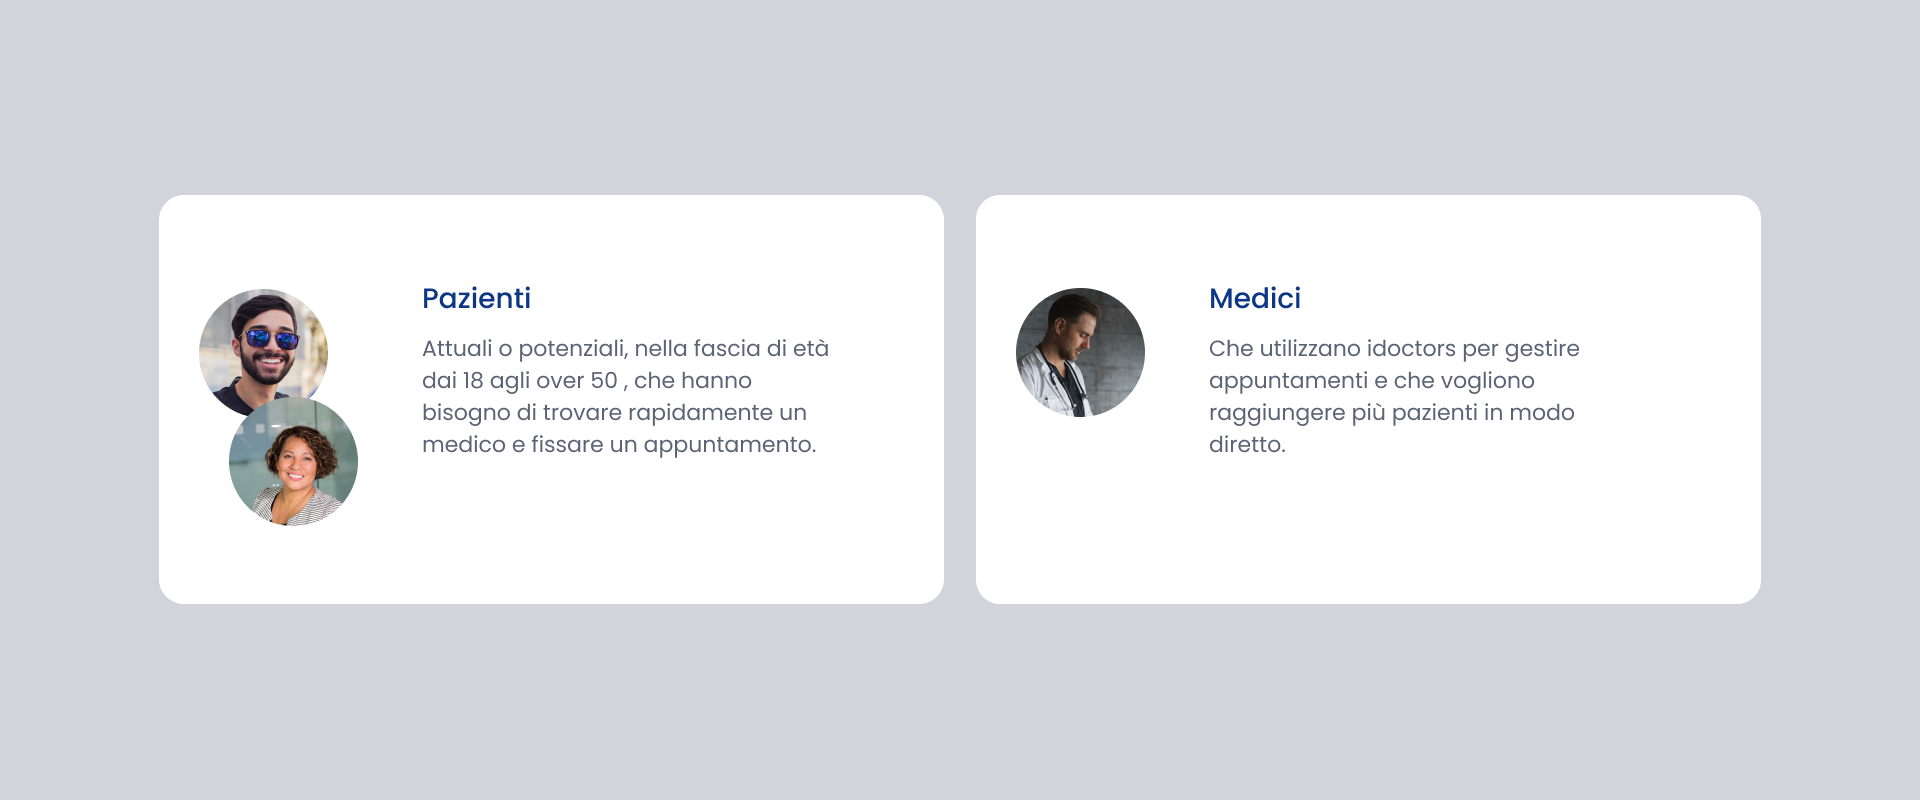 Pazienti
Attuali o potenziali, nella fascia di età
dai 18 agli over 50 , che hanno
bisogno di trovare rapidamente un
medico e fissare un appuntamento.
Medici
Che utilizzano idoctors per gestire
appuntamenti e che vogliono
raggiungere più pazienti in modo
diretto.